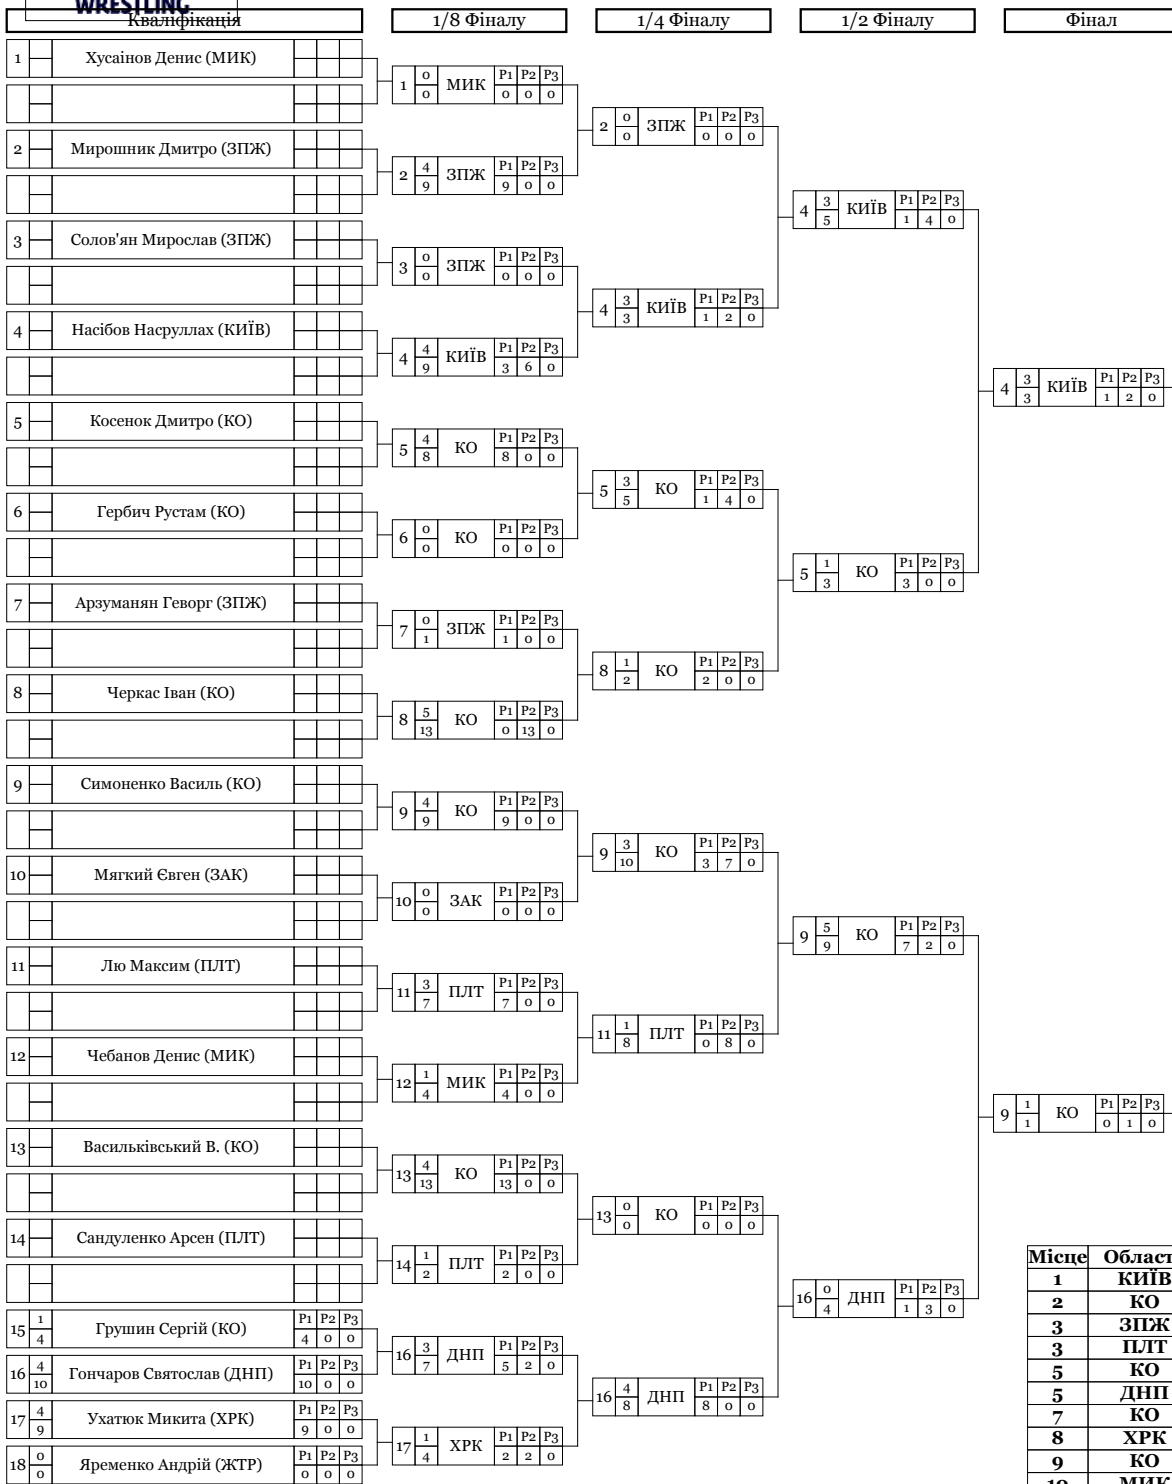 WRESTLING
Кваліфікація 1/8 Фіналу 1/4 Фіналу 1/2 Фіналу Фінал
1 Хусаінов Денис (МИК)
1 0 0 МИК P1 P2 P3 0 0 0
2 0 0 ЗПЖ P1 P2 P3 0 0 0
2 Мирошник Дмитро (ЗПЖ)
2 4 9 ЗПЖ P1 P2 P3 9 0 0
4 3 5 КИЇВ P1 P2 P3 1 4 0
3 Солов'ян Мирослав (ЗПЖ)
3 0 0 ЗПЖ P1 P2 P3 0 0 0
4 3 3 КИЇВ P1 P2 P3 1 2 0
4 Насібов Насруллах (КИЇВ)
4 4 9 КИЇВ P1 P2 P3 3 6 0
4 3 3 КИЇВ P1 P2 P3 1 2 0
5 Косенок Дмитро (КО)
5 4 8 КО P1 P2 P3 8 0 0
5 3 5 КО P1 P2 P3 1 4 0
6 Гербич Рустам (КО)
6 0 0 КО P1 P2 P3 0 0 0
5 1 3 КО P1 P2 P3 3 0 0
7 Арзуманян Геворг (ЗПЖ)
7 0 1 ЗПЖ P1 P2 P3 1 0 0
8 1 2 КО P1 P2 P3 2 0 0
8 Черкас Іван (КО)
8 5 13 КО P1 P2 P3 0 13 0
9 Симоненко Василь (КО)
9 4 9 КО P1 P2 P3 9 0 0
9 3 10 КО P1 P2 P3 3 7 0
10 Мягкий Євген (ЗАК)
10 0 0 ЗАК P1 P2 P3 0 0 0
9 5 9 КО P1 P2 P3 7 2 0
11 Лю Максим (ПЛТ)
11 3 7 ПЛТ P1 P2 P3 7 0 0
11 1 8 ПЛТ P1 P2 P3 0 8 0
12 Чебанов Денис (МИК)
12 1 4 МИК P1 P2 P3 4 0 0
9 1 1 КО P1 P2 P3 0 1 0
13 Васильківський В. (КО)
13 4 13 КО P1 P2 P3 13 0 0
13 0 0 КО P1 P2 P3 0 0 0
14 Сандуленко Арсен (ПЛТ)
14 1 2 ПЛТ P1 P2 P3 2 0 0
16 0 4 ДНП P1 P2 P3 1 3 0
15 1 4 Грушин Сергій (КО) P1 P2 P3 4 0 0
16 3 7 ДНП P1 P2 P3 5 2 0
16 4 10 Гончаров Святослав (ДНП) P1 P2 P3 10 0 0
16 4 8 ДНП P1 P2 P3 8 0 0
17 4 9 Ухатюк Микита (ХРК) P1 P2 P3 9 0 0
17 1 4 ХРК P1 P2 P3 2 2 0
18 0 0 Яременко Андрій (ЖТР) P1 P2 P3 0 0 0
Місце Област
1 КИЇВ
2 КО
3 ЗПЖ
3 ПЛТ
5 КО
5 ДНП
7 КО
8 ХРК
9 КО
10 МИК